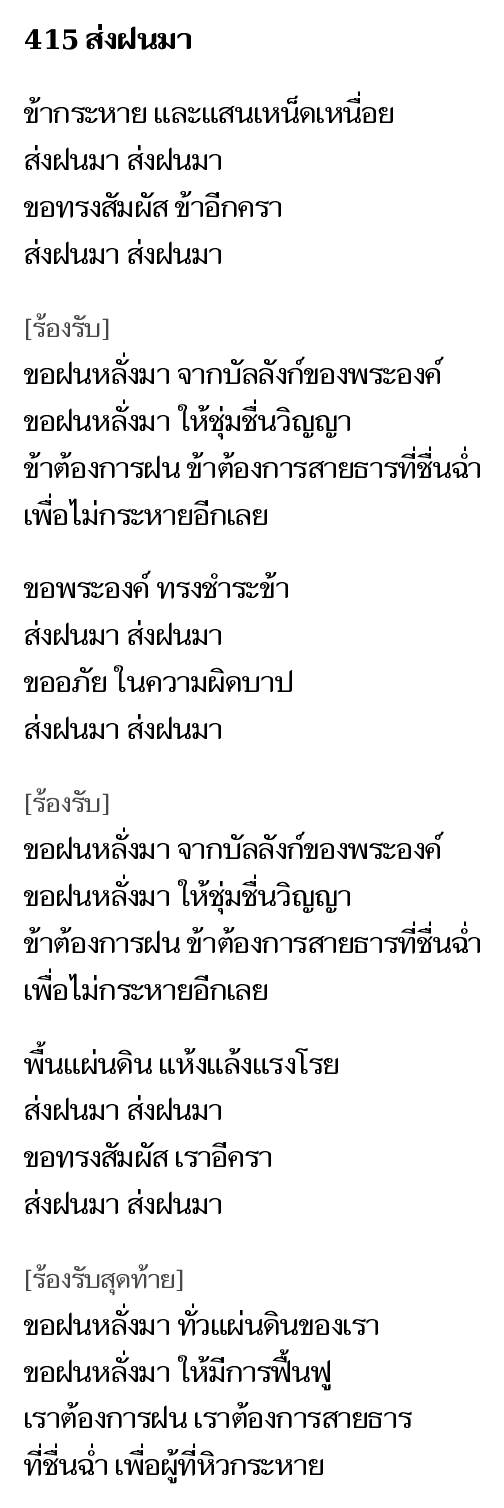 415 ส่งฝนมา
ข้ากระหาย และแสนเหน็ดเหนื่อย
ส่งฝนมา ส่งฝนมา
ขอทรงสัมผัส ข้าอีกครา
ส่งฝนมา ส่งฝนมา
[ร้องรับ]
ขอฝนหลั่งมา จากบัลลังก์ของพระองค์
ขอฝนหลั่งมา ให้ชุ่มชื่นวิญญา
ข้าต้องการฝน ข้าต้องการสายธารที่ชื่นฉ่ำ
เพื่อไม่กระหายอีกเลย
ขอพระองค์ ทรงชำระข้า
ส่งฝนมา ส่งฝนมา
ขออภัย ในความผิดบาป
ส่งฝนมา ส่งฝนมา
[ร้องรับ]
ขอฝนหลั่งมา จากบัลลังก์ของพระองค์
ขอฝนหลั่งมา ให้ชุ่มชื่นวิญญา
ข้าต้องการฝน ข้าต้องการสายธารที่ชื่นฉ่ำ
เพื่อไม่กระหายอีกเลย
พื้นแผ่นดิน แห้งแล้งแรงโรย
ส่งฝนมา ส่งฝนมา
ขอทรงสัมผัส เราอีครา
ส่งฝนมา ส่งฝนมา
[ร้องรับสุดท้าย]
ขอฝนหลั่งมา ทั่วแผ่นดินของเรา
ขอฝนหลั่งมา ให้มีการฟื้นฟู
เราต้องการฝน เราต้องการสายธาร
ที่ชื่นฉ่ำ เพื่อผู้ที่หิวกระหาย